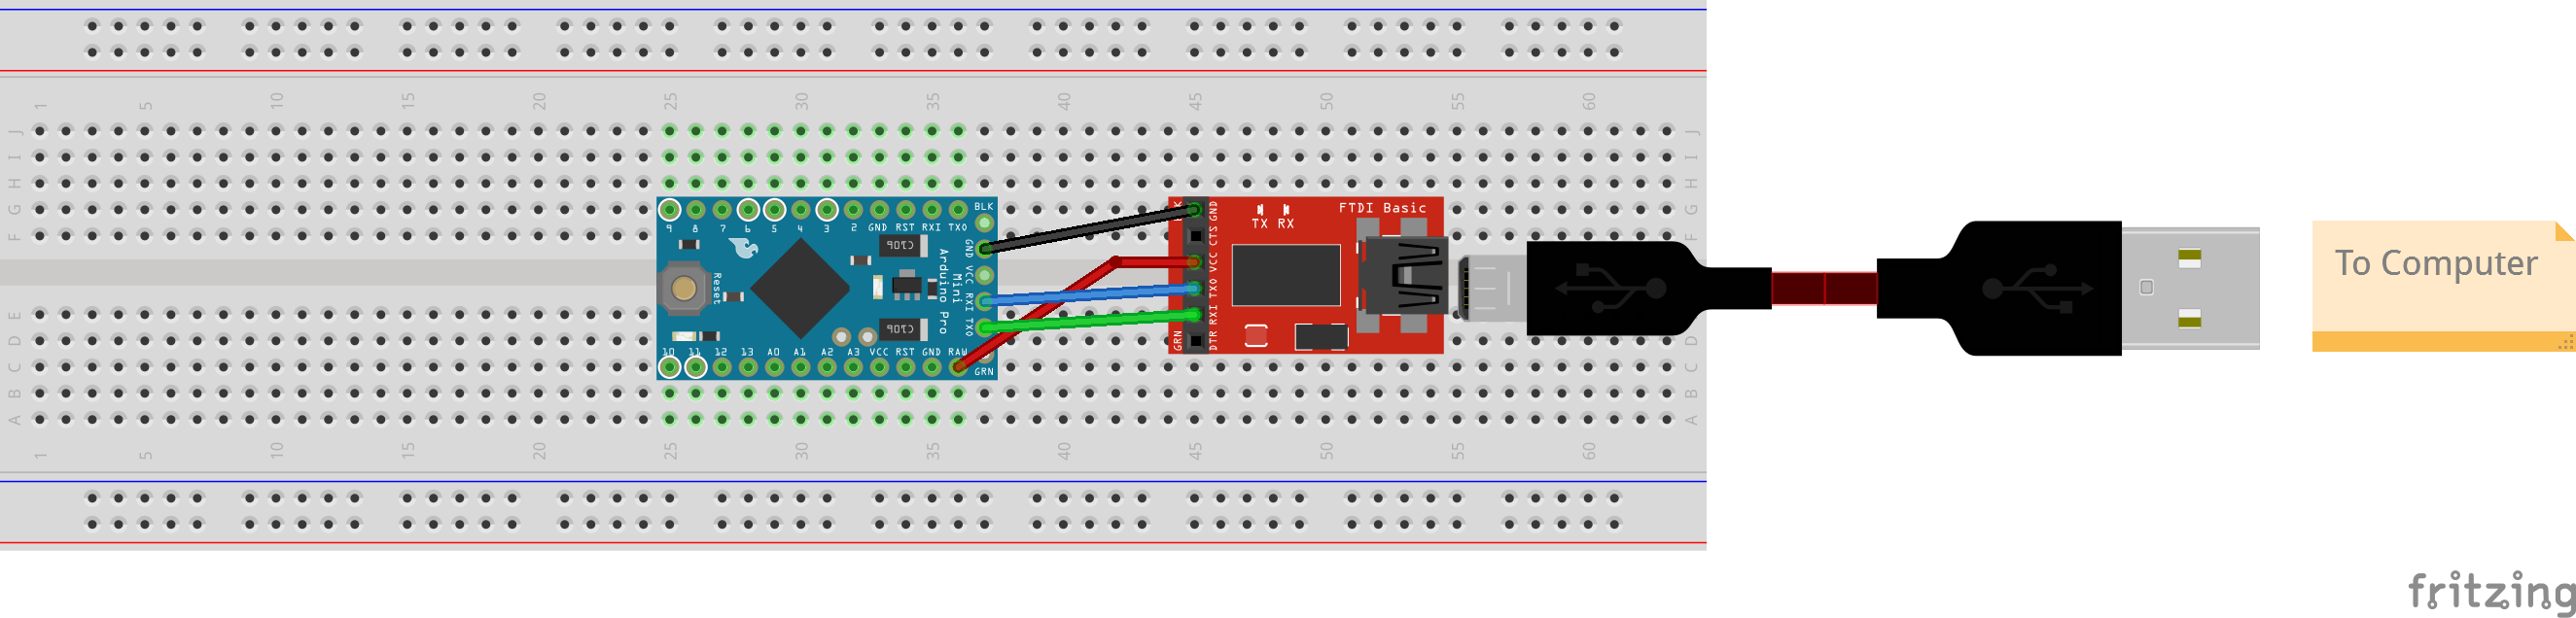 1 5 10 15 20 25 30 35 40 45 50 55 60
J J
I I
H H
G G
F F
E E
D D
C C
B B
A A
1 5 10 15 20 25 30 35 40 45 50 55 60
9 8 7 6 5 4 3 2 GND RST RXI TXO
BLK
GND
VCC
RXI
TXO
GRN
Reset
C106
C106
Arduino Pro
Mini
10 11 12 13 A0 A1 A2 A3 VCC RST GND RAW
FTDI Basic
TX RX
GND
CTS
VCC
TXO
RXI
DTR
GRN
To Computer
fritzing